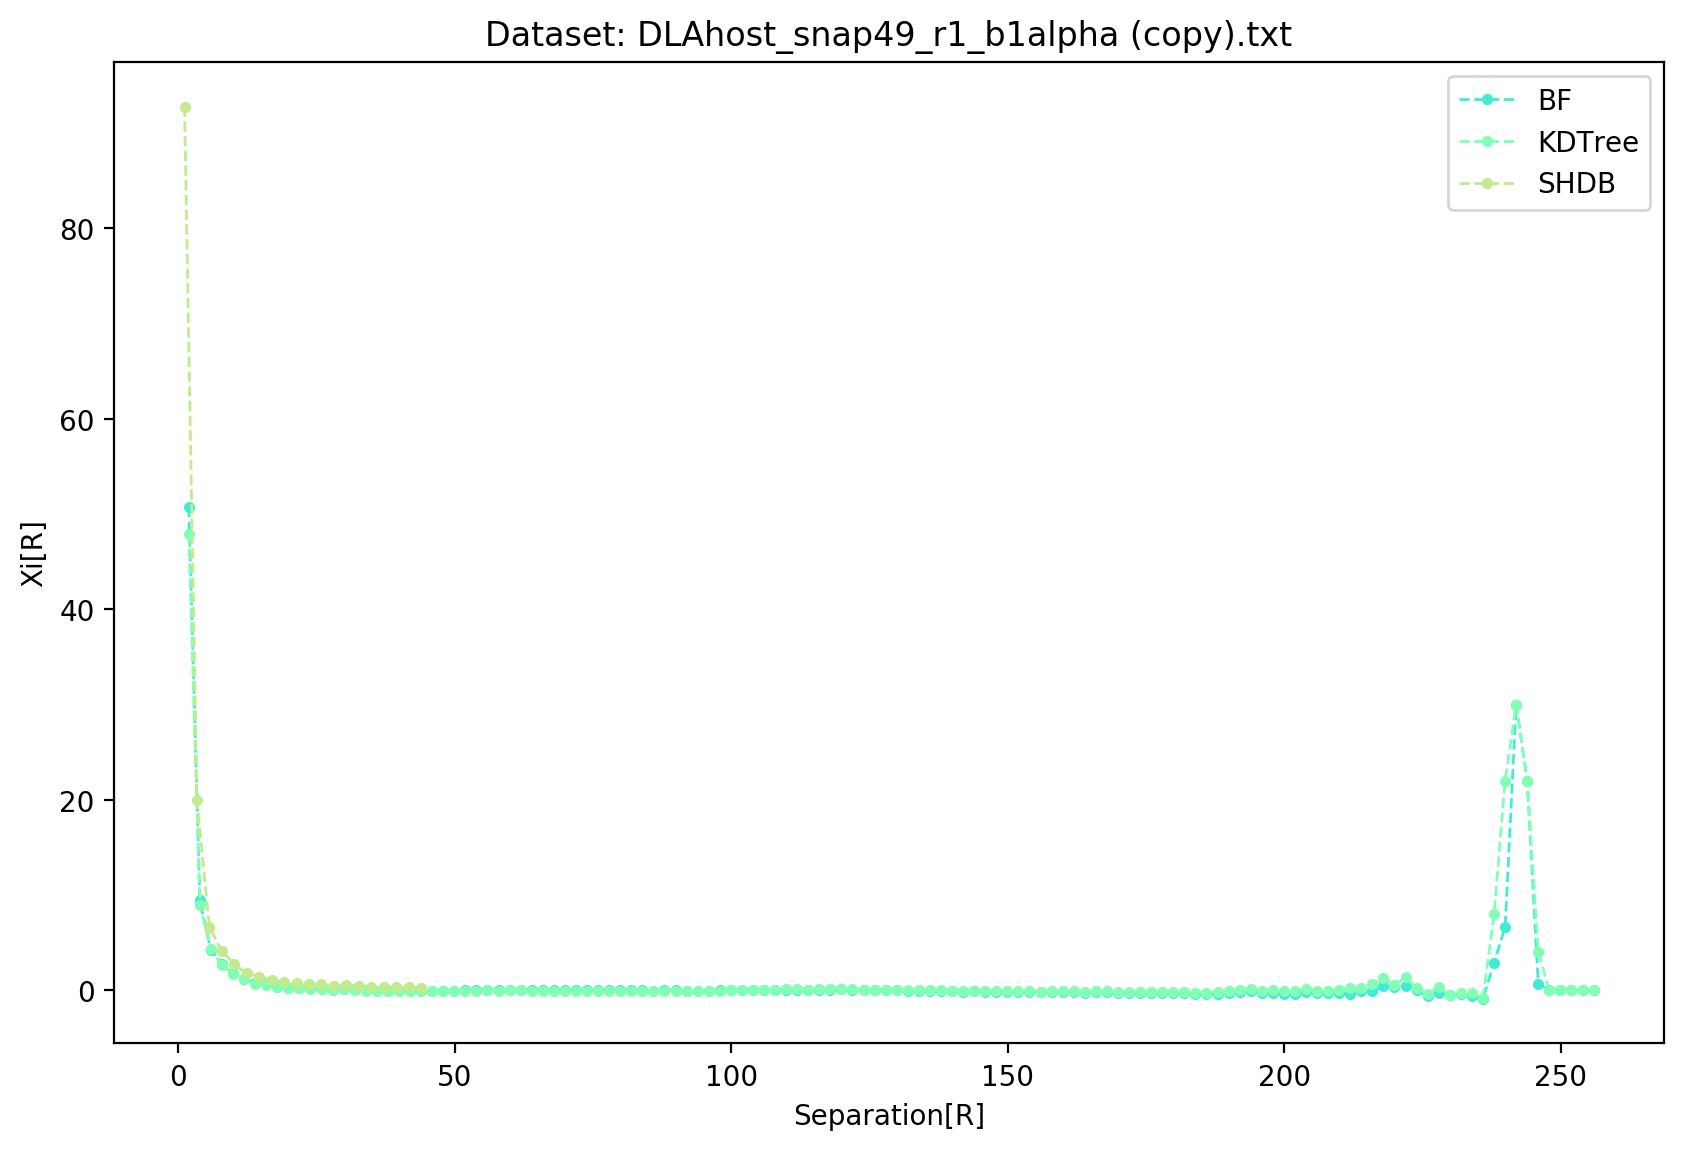 Dataset: DLAhost_snap49_r1_b1alpha (copy).txt
BF
KDTree
SHDB
80
60
40
20
0
Xi[R]
0 50 100 150 200 250
Separation[R]